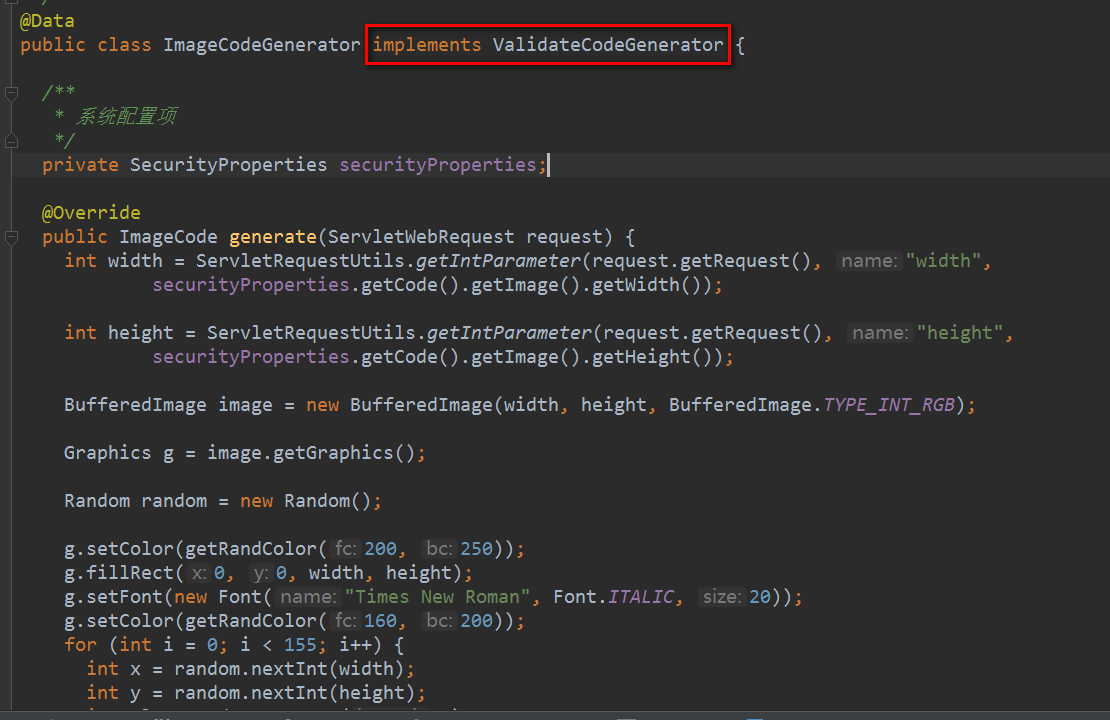 @Data
public class ImageCodeGenerator implements ValidateCodeGenerator {
/**
* 系统配置项
*/
private SecurityProperties securityProperties;
@Override
public ImageCode generate(ServletWebRequest request) {
int width = ServletRequestUtils.getIntParameter(request.getRequest(), name: "width",
securityProperties.getCode().getImage().getWidth());
int height = ServletRequestUtils.getIntParameter(request.getRequest(), name: "height",
securityProperties.getCode().getImage().getHeight());
BufferedImage image = new BufferedImage(width, height, BufferedImage.TYPE_INT_RGB);
Graphics g = image.getGraphics();
Random random = new Random();
g.setColor(getRandColor( fc: 200, bc: 250));
g.fillRect( x: 0, y: 0, width, height);
g.setFont(new Font( name: "Times New Roman", Font.ITALIC, size: 20));
g.setColor(getRandColor( fc: 160, bc: 200));
for (int i = 0; i < 155; i++) {
int x = random.nextInt(width);
int y = random.nextInt(height);